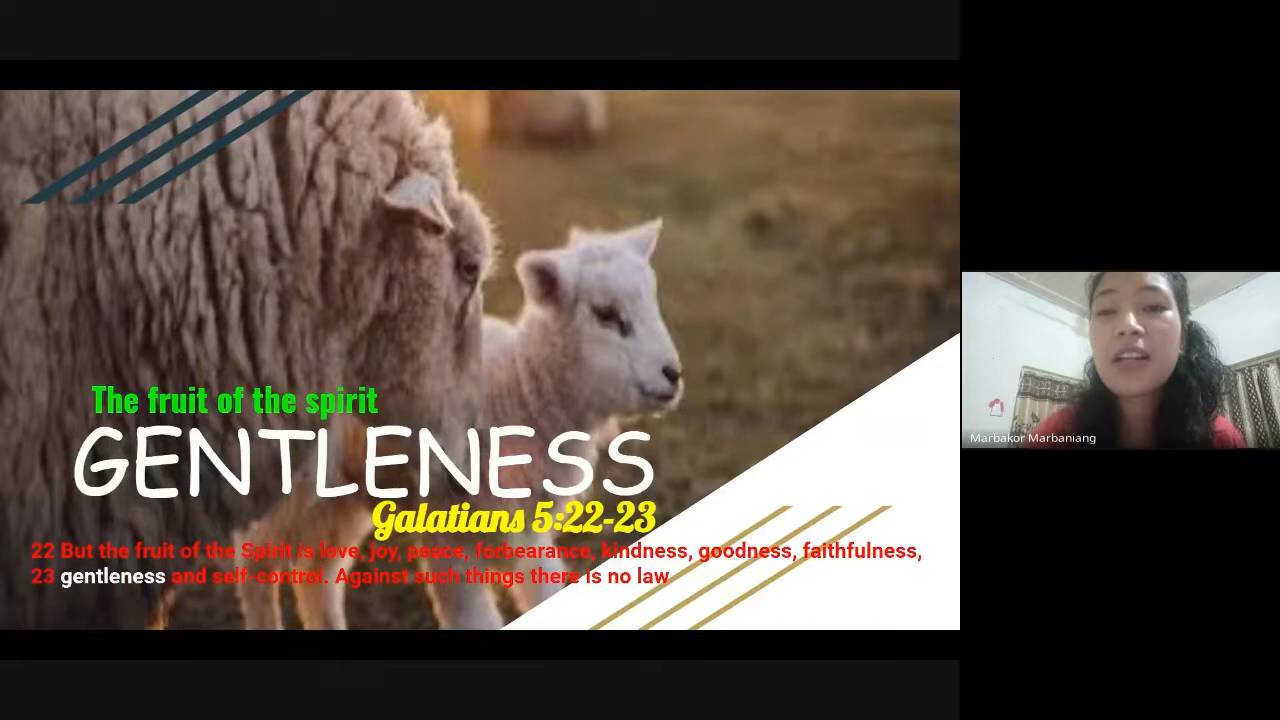 The fruit of the spirit
GENTLENESS
Galatians 5:22-23
22 But the fruit of the Spirit is love, joy, peace, forbearance, kindness, goodness, faithfulness,
23 gentleness and self-control. Against such things there is no law
Marbakor Marbaniang